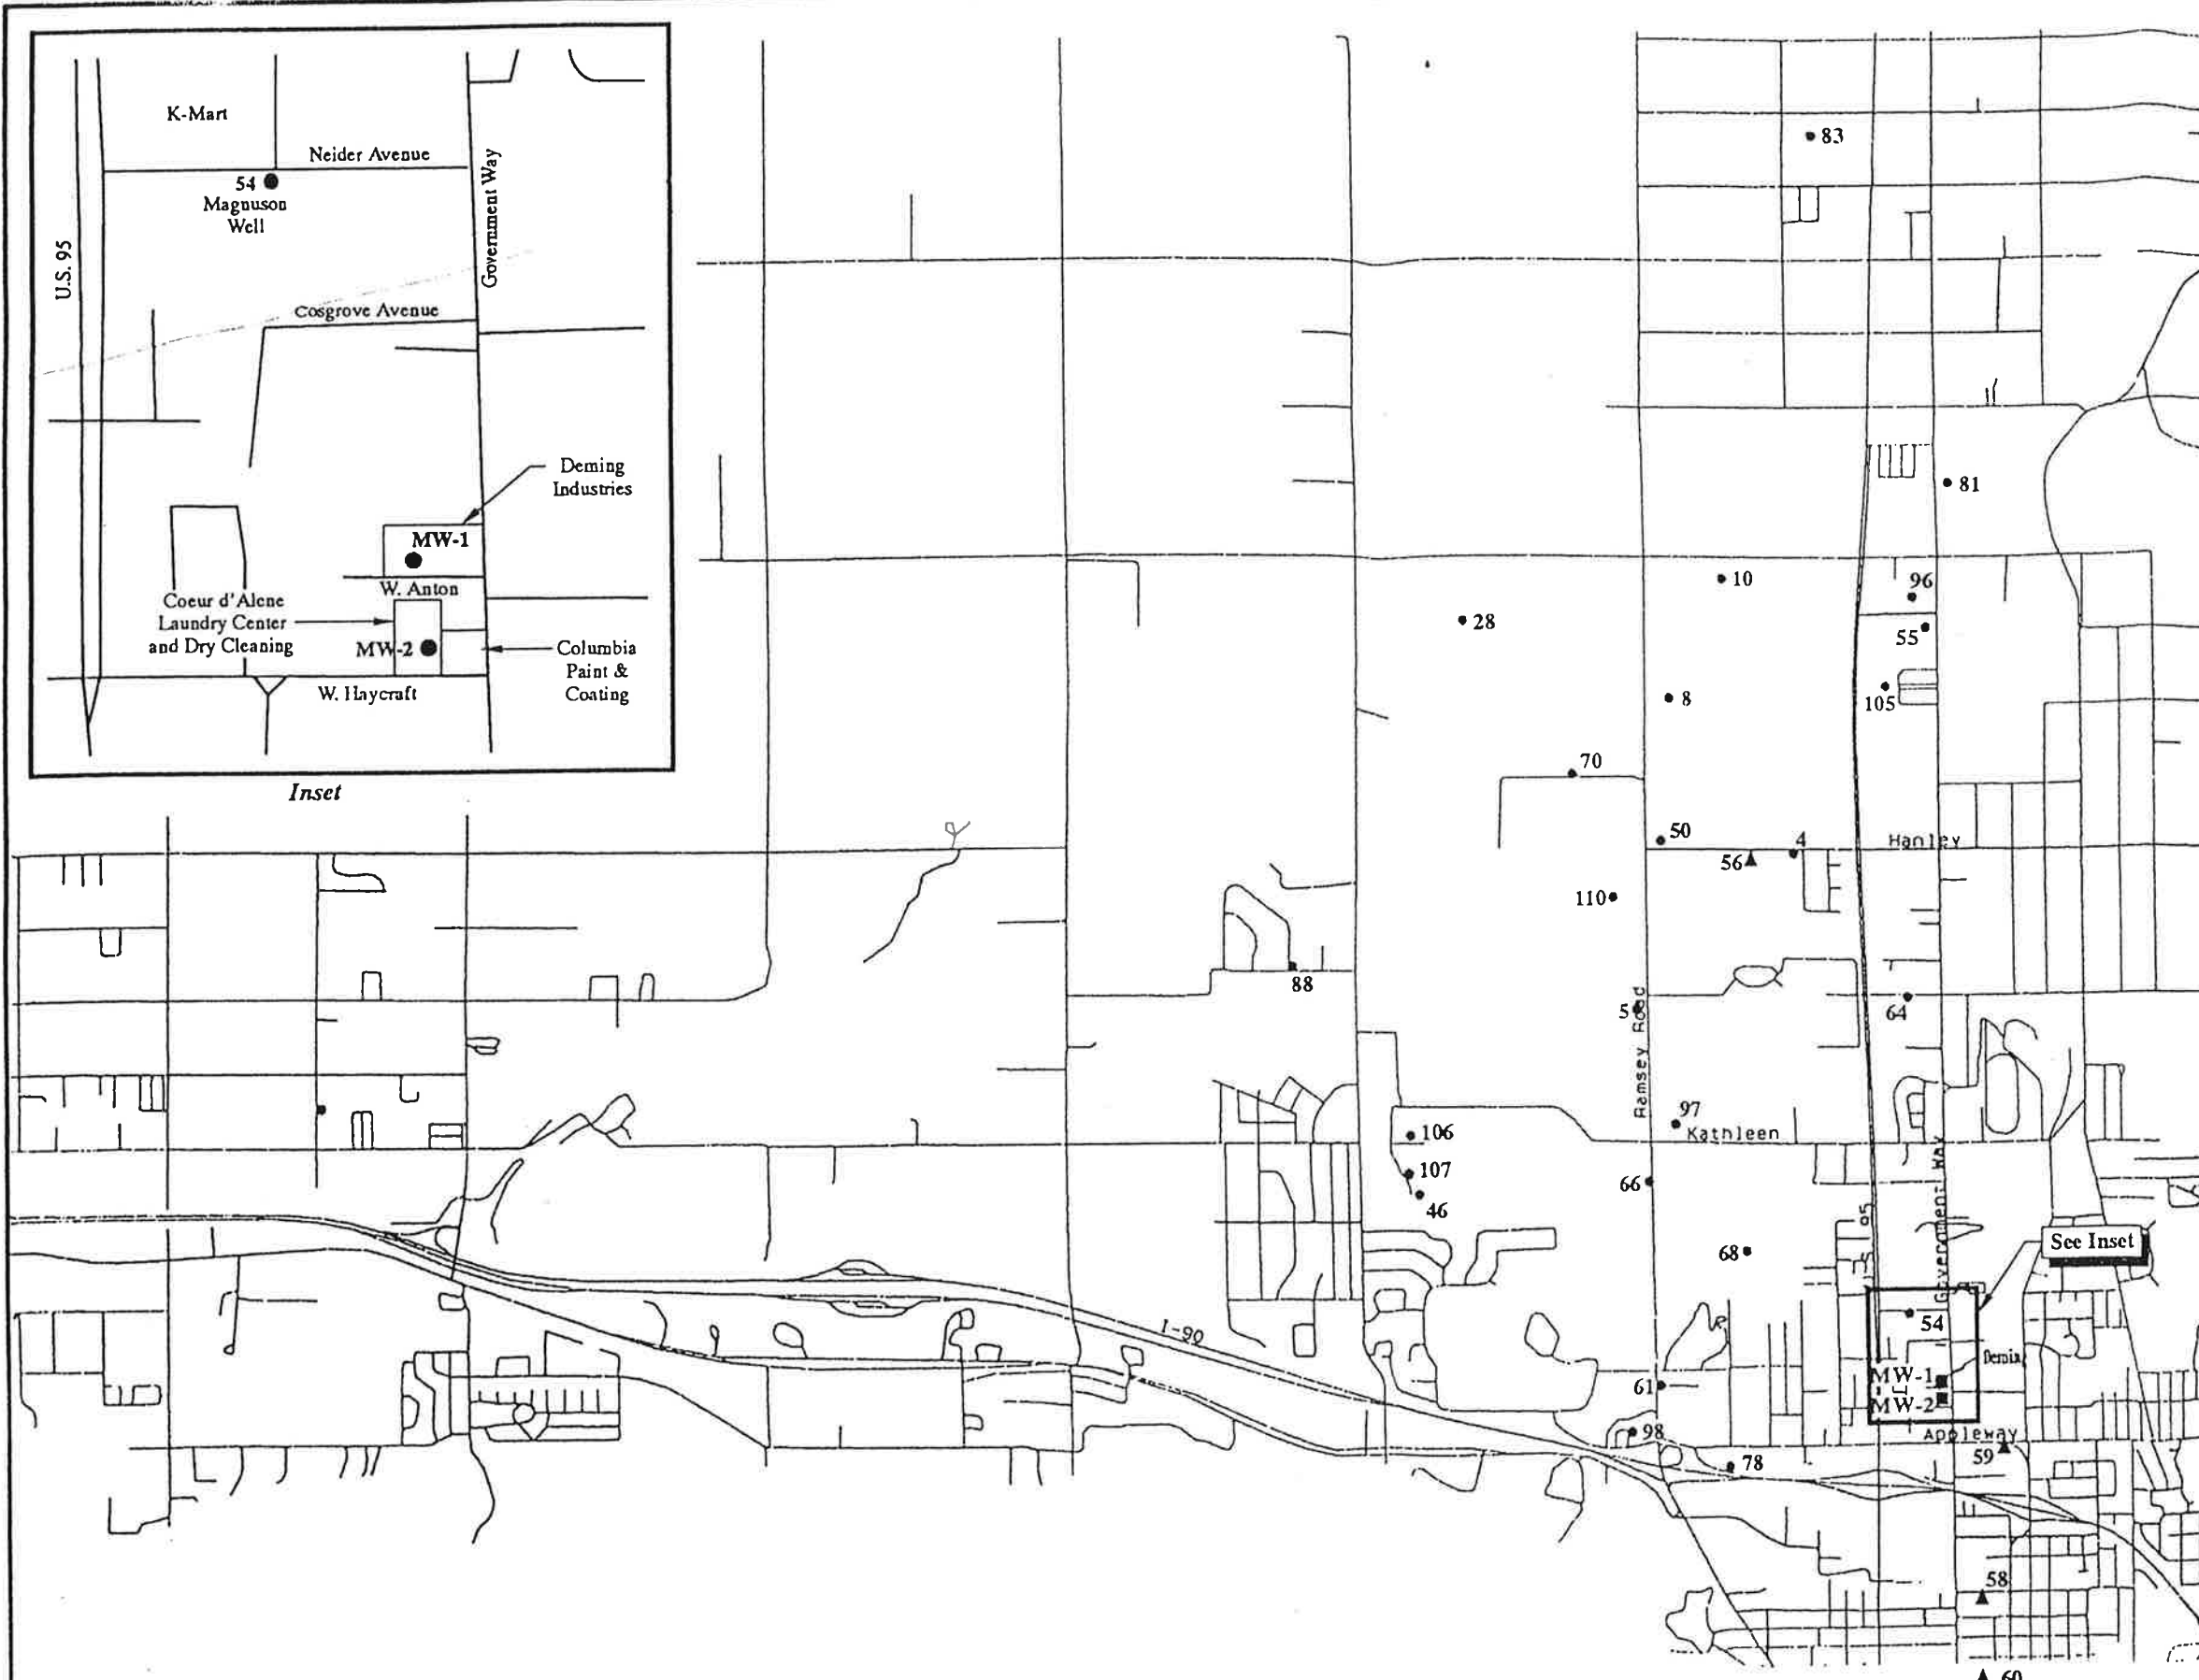 K-Mart
Neider Avenue
54
Magnuson
Well
Government Way
U.S. 95
Cosgrove Avenue
Deming
Industries
MW-1
W. Anton
Coeur d'Alene
Laundry Center
and Dry Cleaning
MW-2
Columbia
Paint &
Coating
W. Haycraft
Inset
83
81
10
96
28
55
8
105
70
50
4
Hanley
56
110
88
5
64
Ramsey Road
97
Kathleen
106
107
66
46
Government Way
68
See Inset
54
I-90
MW-1
61
MW-2
98
Appleway
59
78
58
60